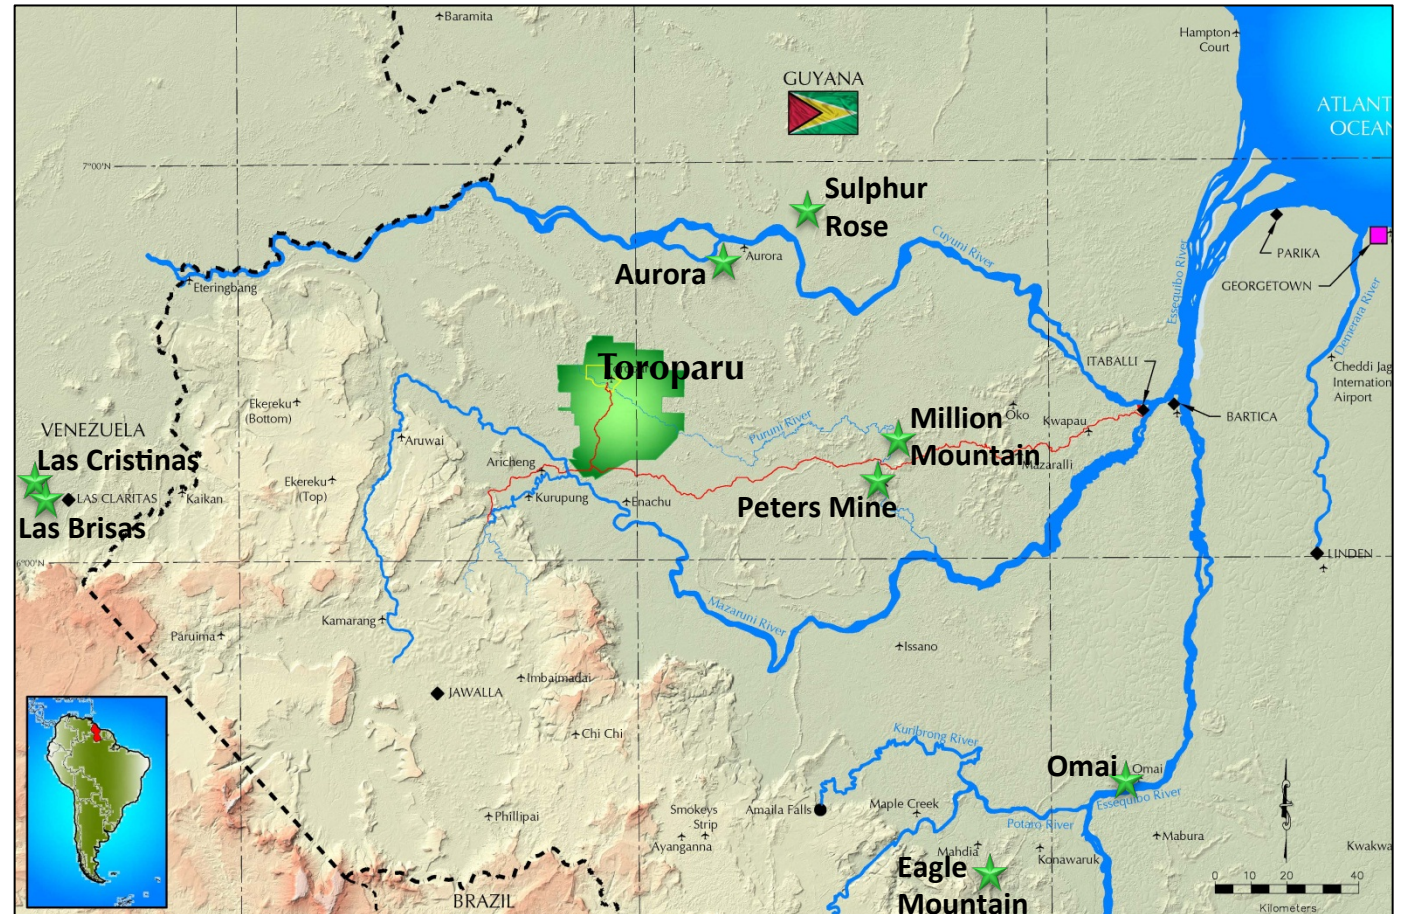 Baramita
Hampton
Court
GUYANA
ATLANT
OCEAN
7°00'N
Sulphur
Rose
Cuyuni River
Essequibo River
PARIKA
Aurora
Aurora
GEORGETOWN
Eteringbang
Demerara River
Toroparu
ITABALLI
Cheddi Jag
Internation
Airport
Ekereku
(Bottom)
Oko
Million
Mountain
Kwapau
BARTICA
Puruni River
VENEZUELA
Aruwai
Las Cristinas
Aricheng
Mazaralli
Ekereku
(Top)
LAS CLARITAS
Kaikan
Kurupung
Enachu
Peters Mine
Las Brisas
6°00'N
LINDEN
Mazaruni River
Kamarang
Paruima
Issano
Imbaimadai
JAWALLA
Chi Chi
Kuribrong River
Omai
Omai
Essequibo River
Smokeys
Strip
Amaila Falls
Maple Creek
Phillipai
Potaro River
Ayanganna
Mabura
Mahdia
Konawaruk
Kwakwa
Eagle
Mountain
BRAZIL
0 10 20 40
Kilometers